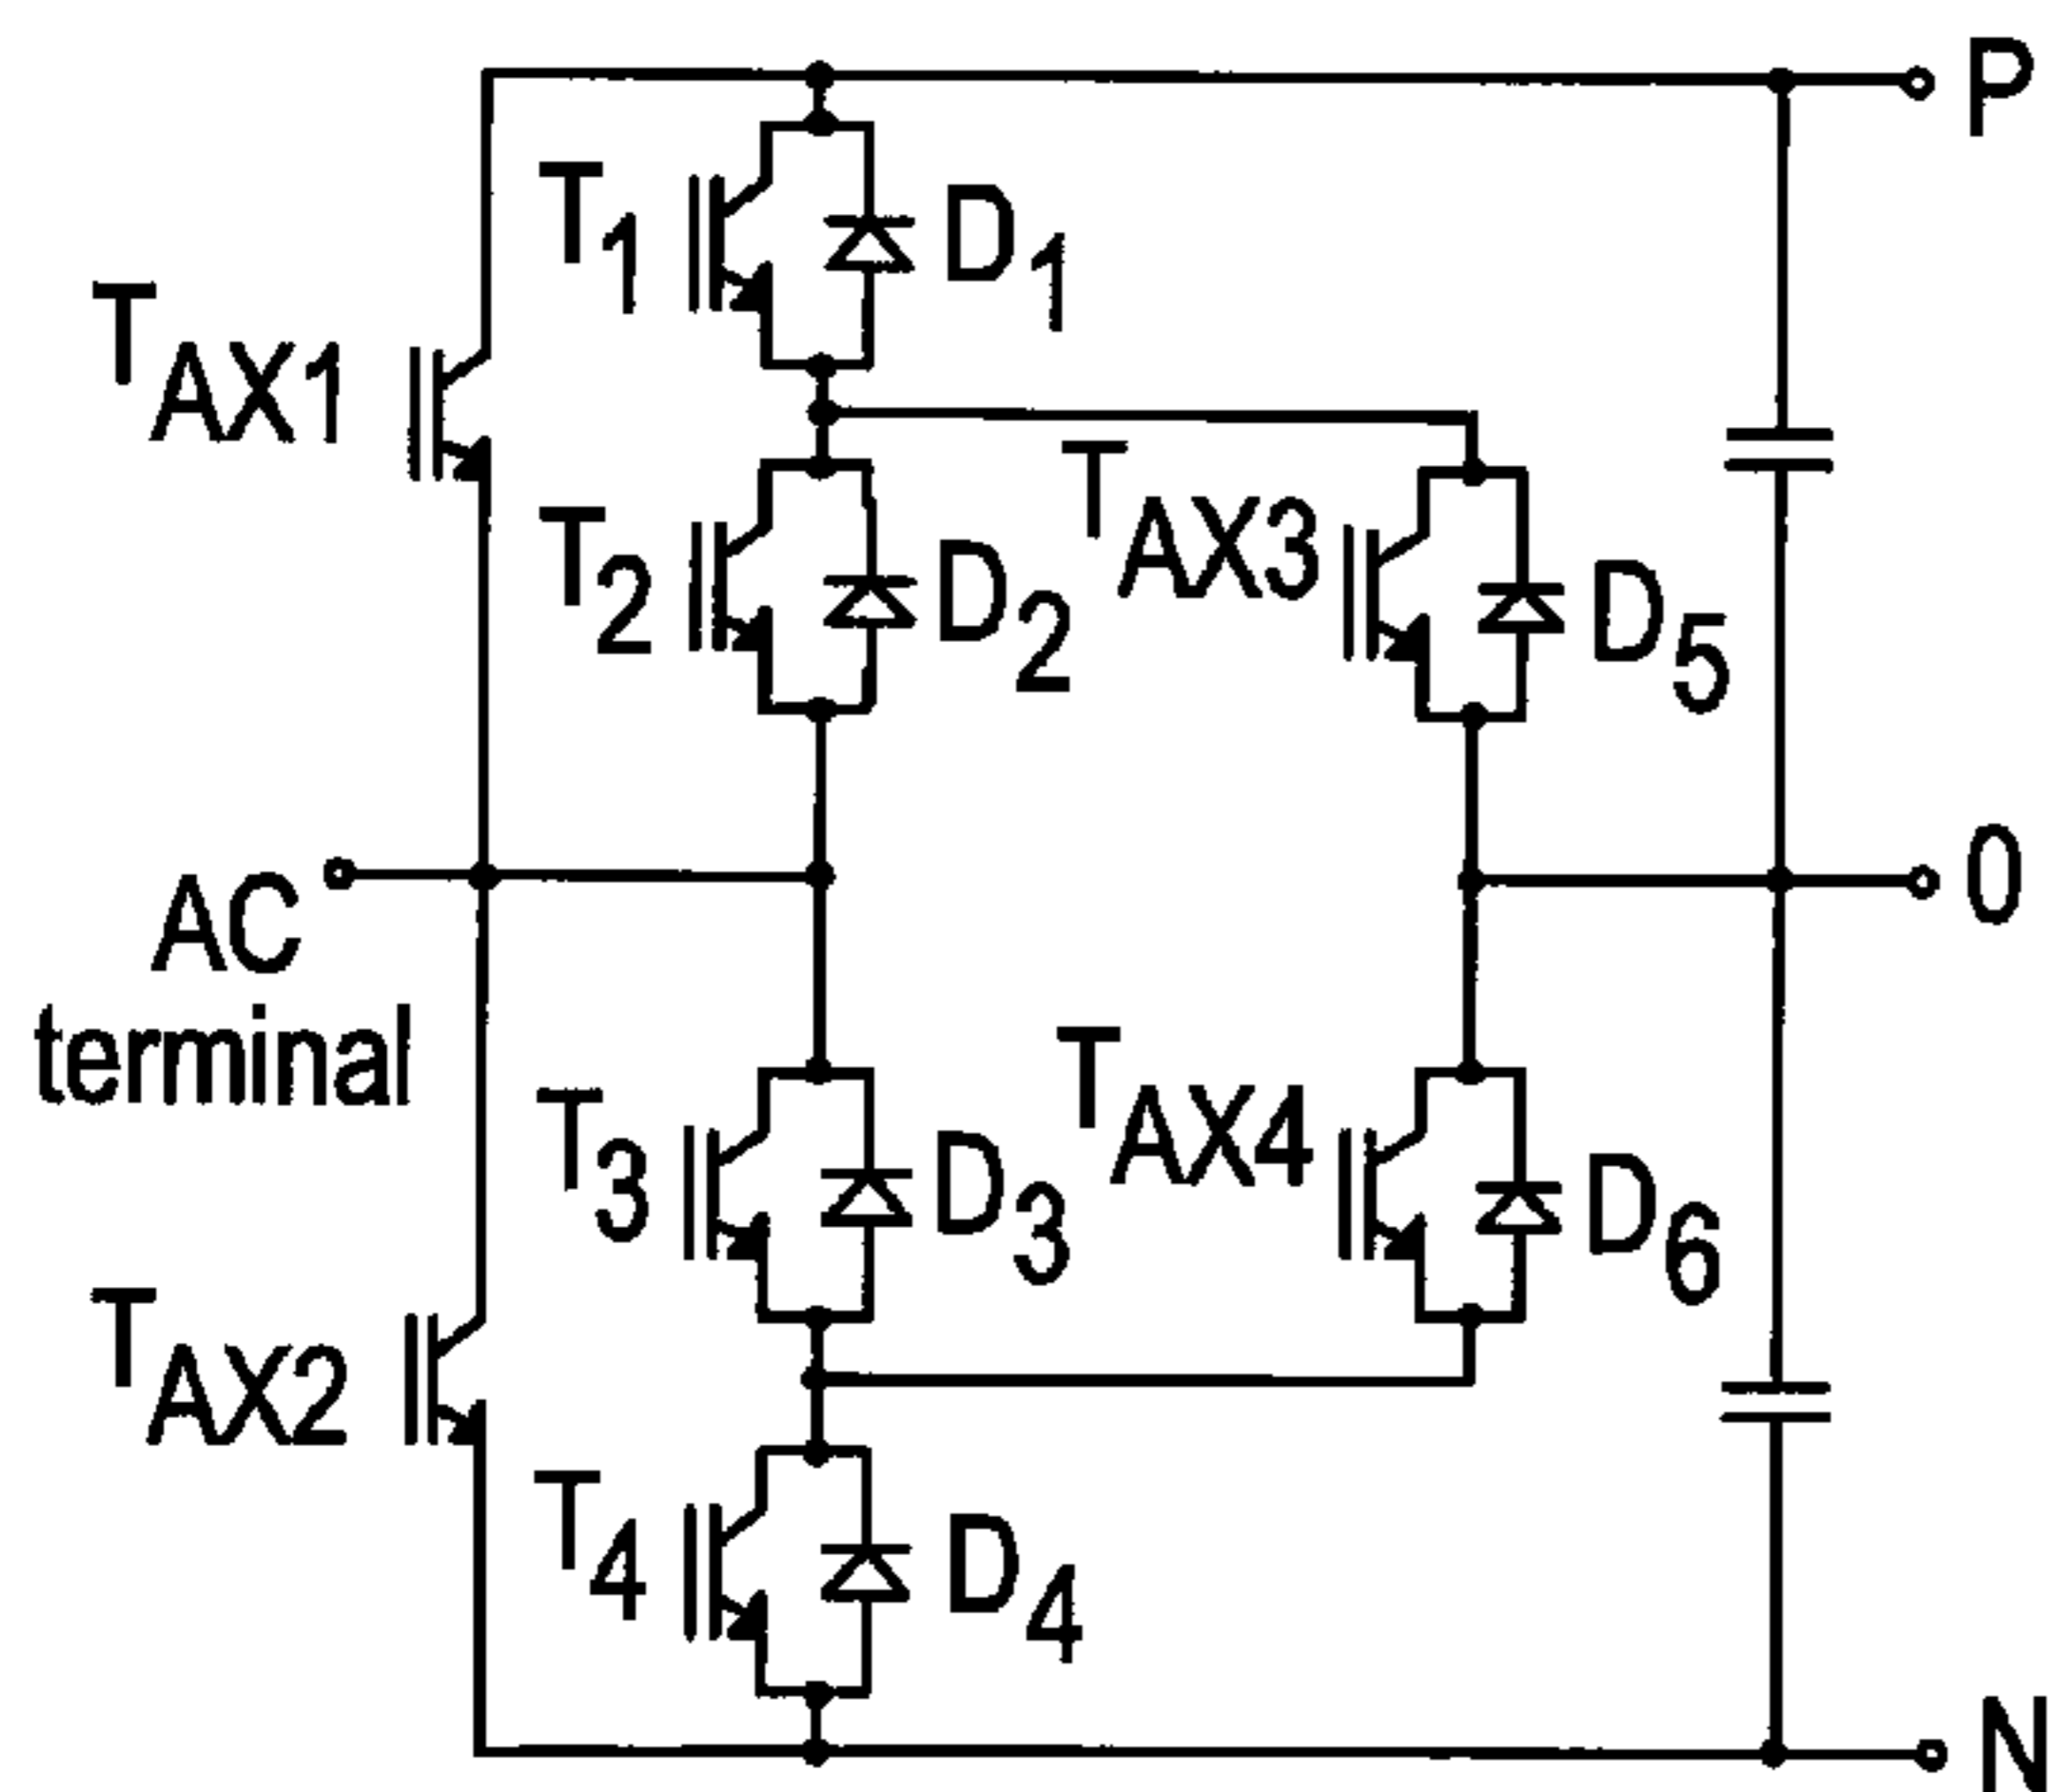 P
T1
D1
TAX1
T2
D2
TAX3
D5
AC
terminal
0
T3
D3
TAX4
D6
TAX2
T4
D4
N